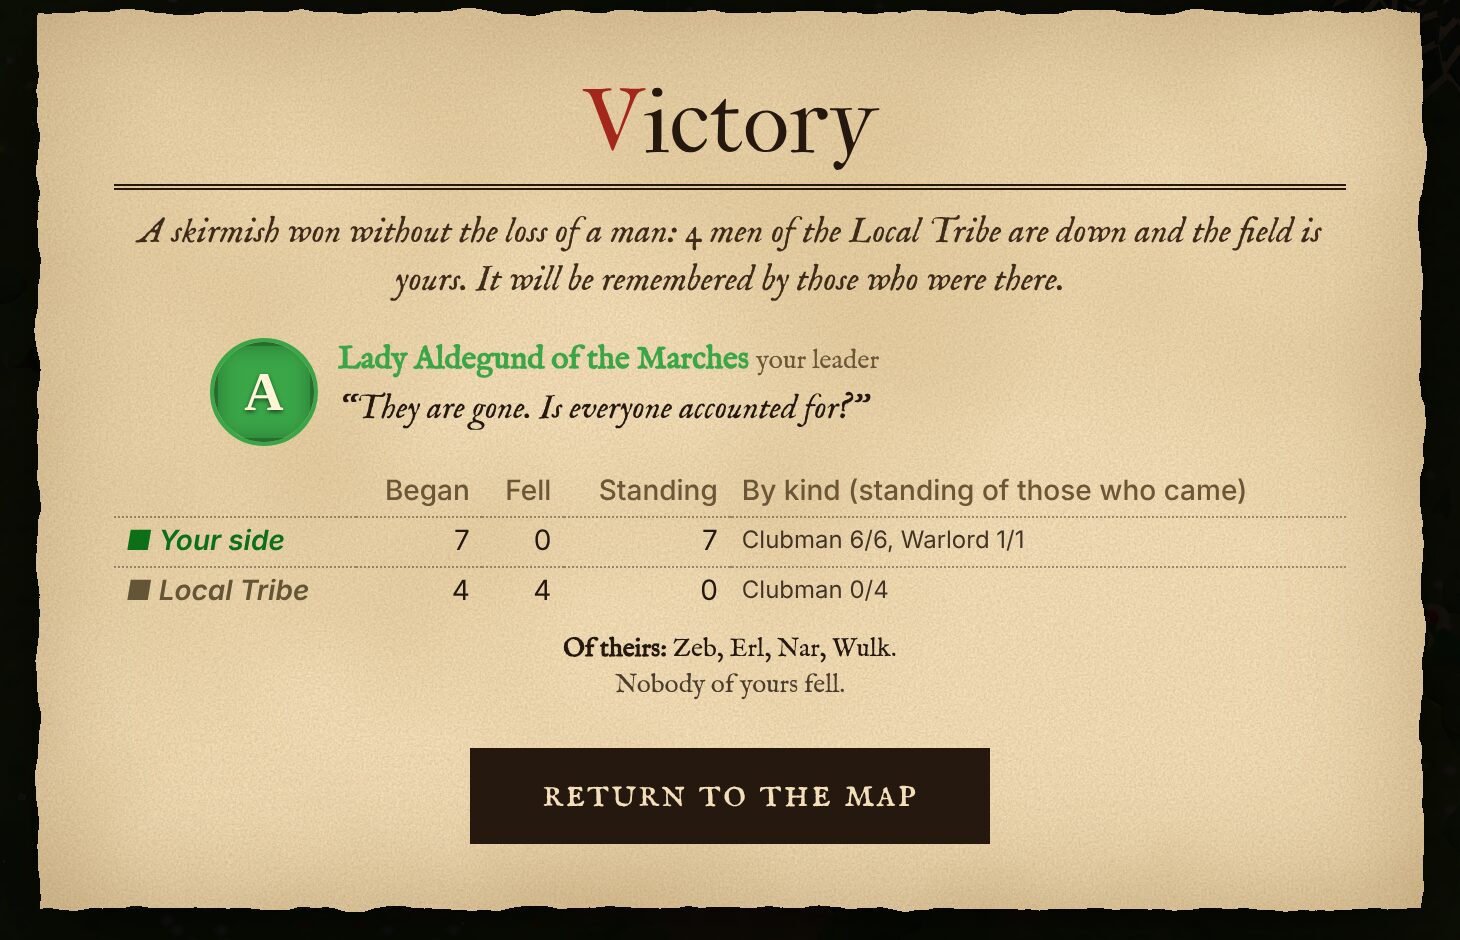 Victory
A skirmish won without the loss of a man: 4 men of the Local Tribe are down and the field is
yours. It will be remembered by those who were there.
A
Lady Aldegund of the Marches your leader
“They are gone. Is everyone accounted for?”
Began Fell Standing By kind (standing of those who came)
Your side 7 0 7 Clubman 6/6, Warlord 1/1
Local Tribe 4 4 0 Clubman 0/4
Of theirs: Zeb, Erl, Nar, Wulk.
Nobody of yours fell.
RETURN TO THE MAP